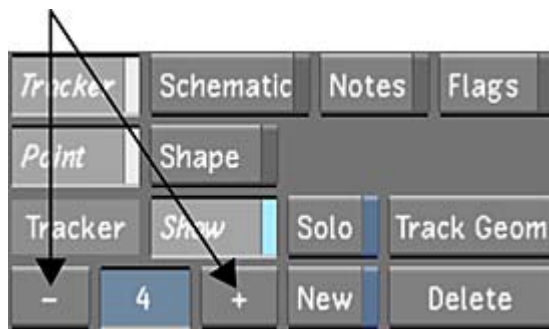 Tracker Schematic Notes Flags
Point Shape
Tracker Show Solo Track Geom
- 4 + New Delete